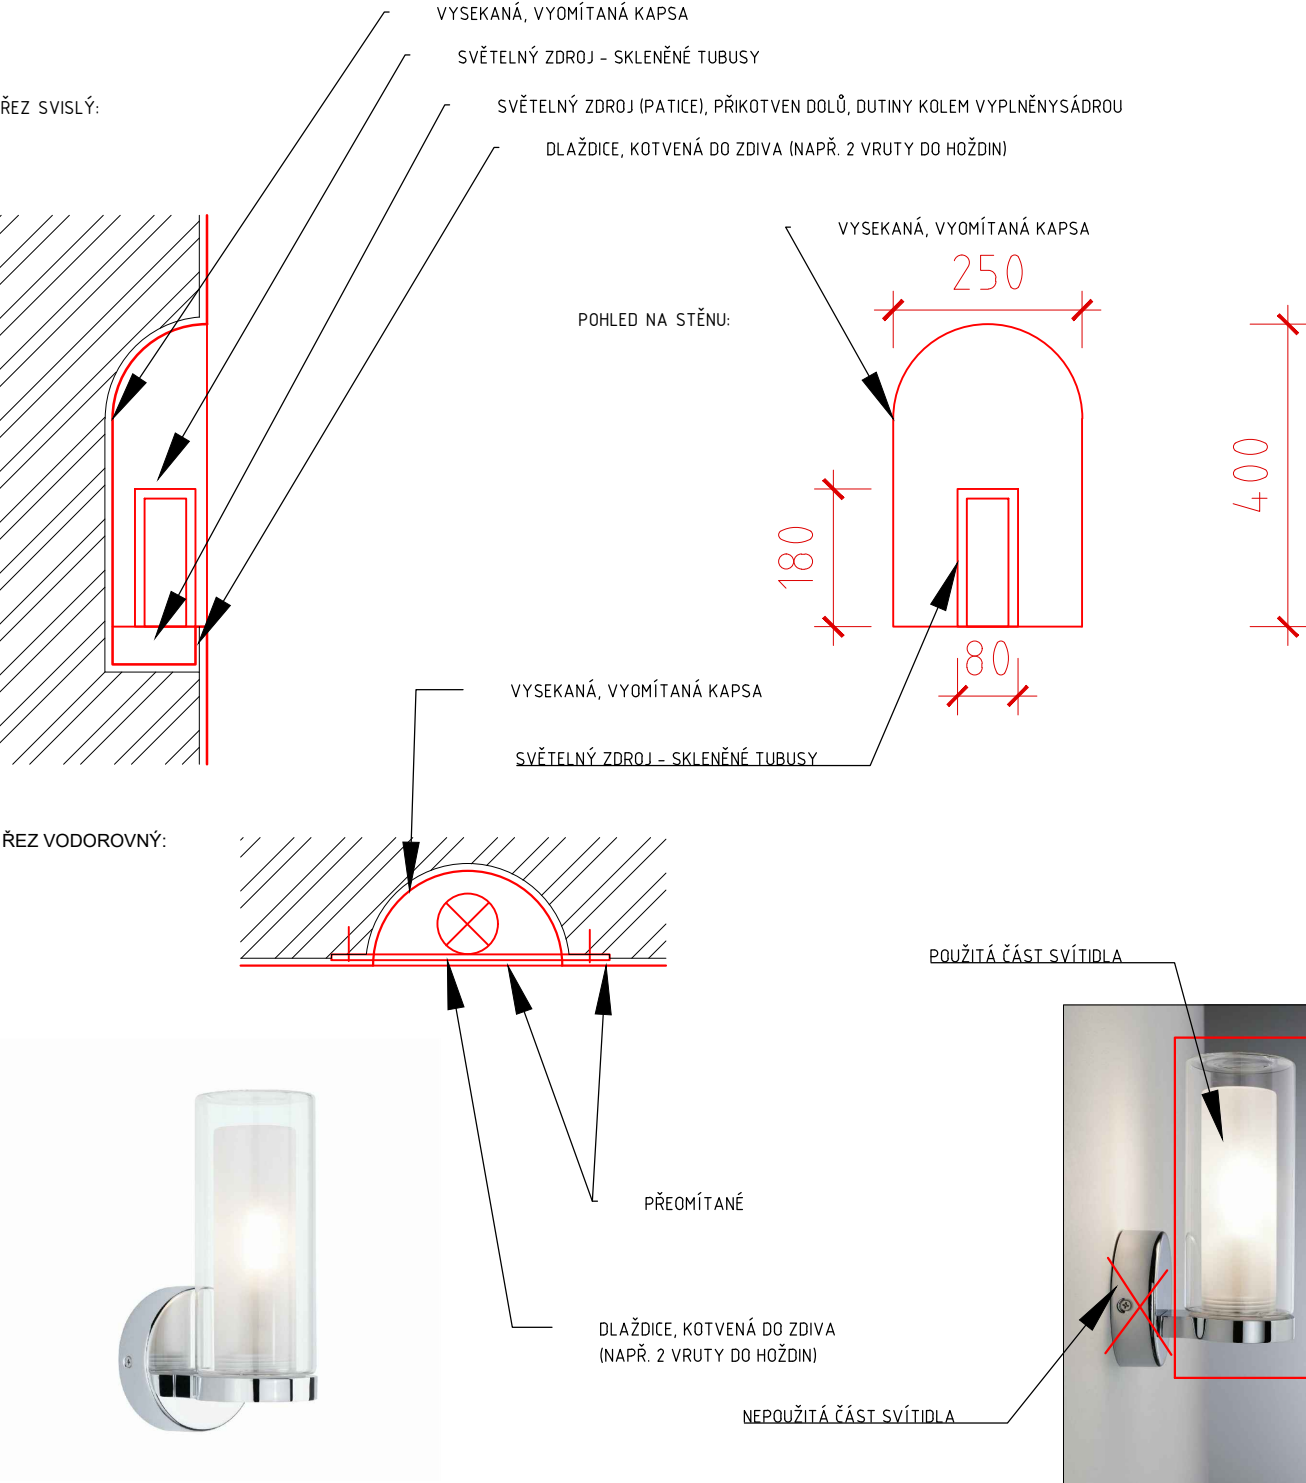 VYSEKANÁ, VYOMÍTANÁ KAPSA
SVĚTELNÝ ZDROJ - SKLENĚNÉ TUBUSY
ŘEZ SVISLÝ:
SVĚTELNÝ ZDROJ (PATICE), PŘIKOTVEN DOLŮ, DUTINY KOLEM VYPLNĚNYSÁDROU
DLAŽDICE, KOTVENÁ DO ZDIVA (NAPŘ. 2 VRUTY DO HOŽDIN)
VYSEKANÁ, VYOMÍTANÁ KAPSA
250
POHLED NA STĚNU:
400
180
80
VYSEKANÁ, VYOMÍTANÁ KAPSA
SVĚTELNÝ ZDROJ - SKLENĚNÉ TUBUSY
ŘEZ VODOROVNÝ:
POUŽITÁ ČÁST SVÍTIDLA
PŘEOMÍTANÉ
DLAŽDICE, KOTVENÁ DO ZDIVA
(NAPŘ. 2 VRUTY DO HOŽDIN)
NEPOUŽITÁ ČÁST SVÍTIDLA